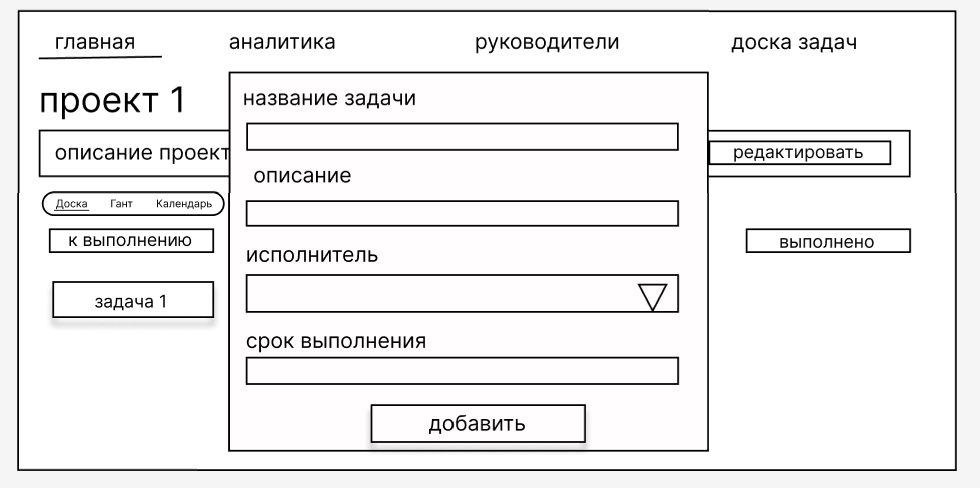 главная аналитика руководители доска задач
проект 1
название задачи
описание проект
редактировать
описание
Доска Гант Календарь
к выполнению
выполнено
исполнитель
задача 1
срок выполнения
добавить